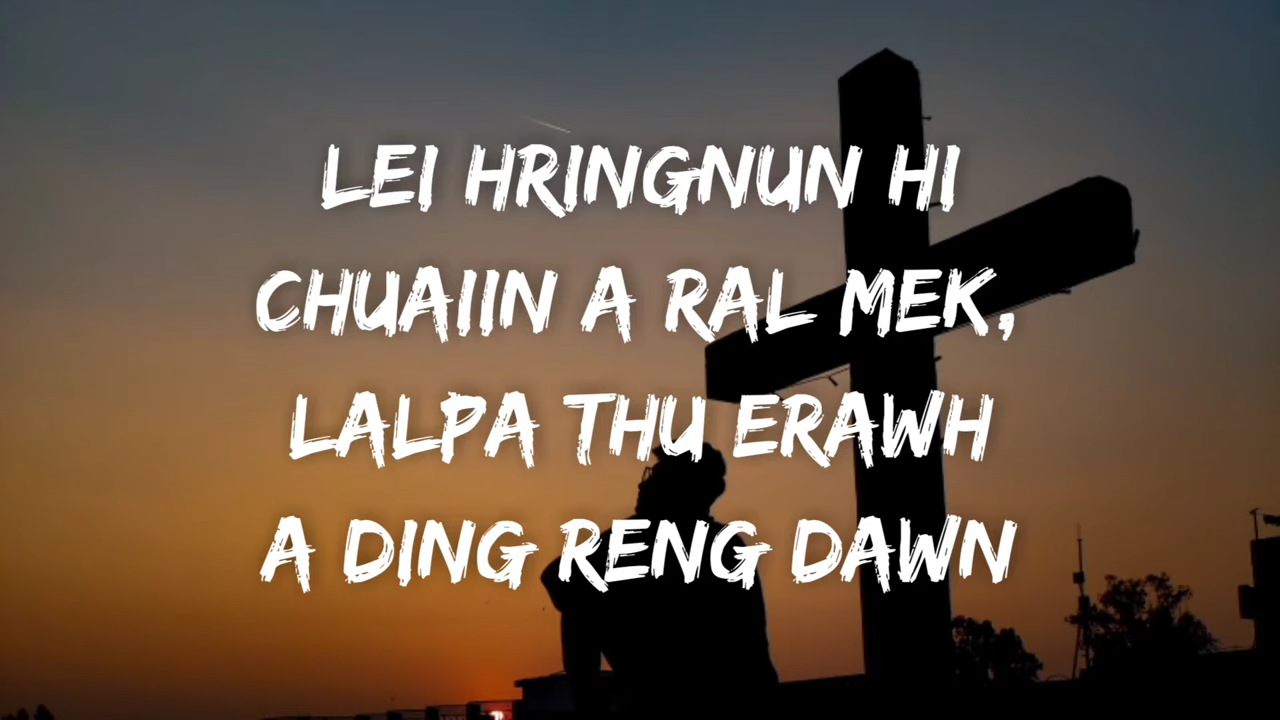 LEI HRINGNUN HI
CHUAIIN A RAL MEK,
LALPA THU ERAWH
A DING RENG DAWN